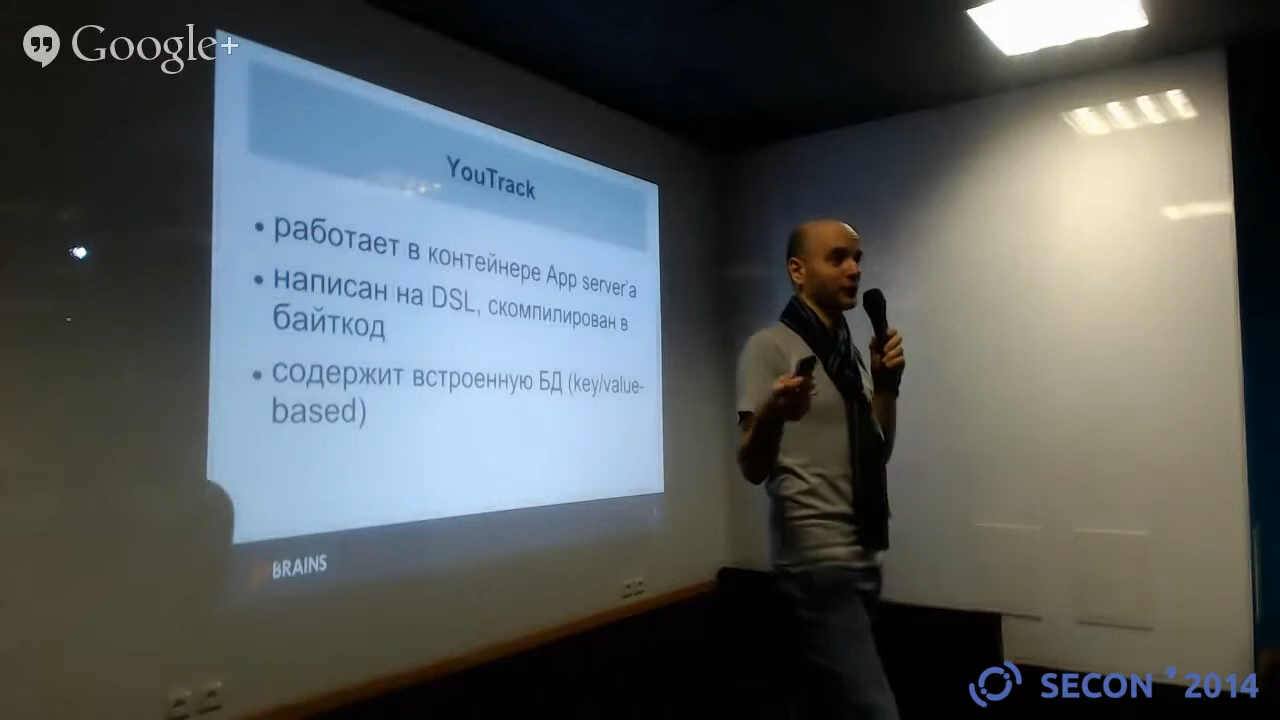 Google+
YouTrack
• работает в контейнере App server'а
• написан на DSL, скомпилирован в
байткод
• содержит встроенную БД (key/value-
based)
BRAINS
SECON ’2014